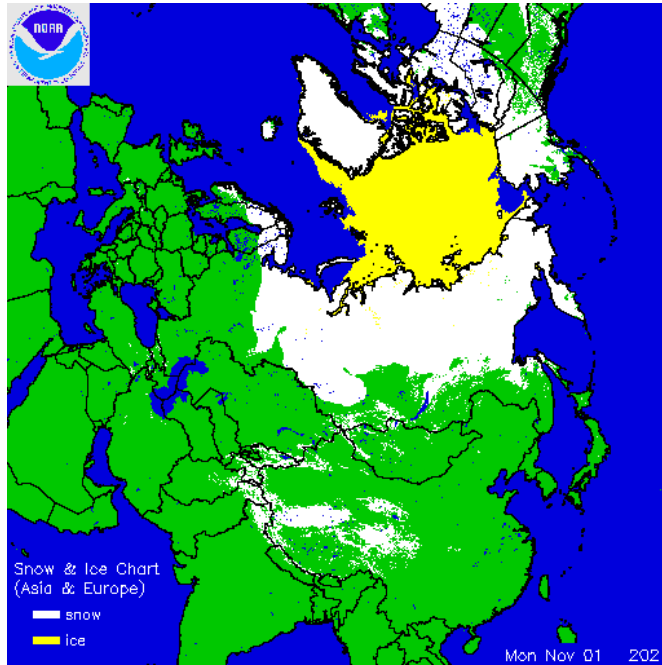 NOAA
Snow & Ice Chart
(Asia & Europe)
snow
ice
Mon Nov 01 202